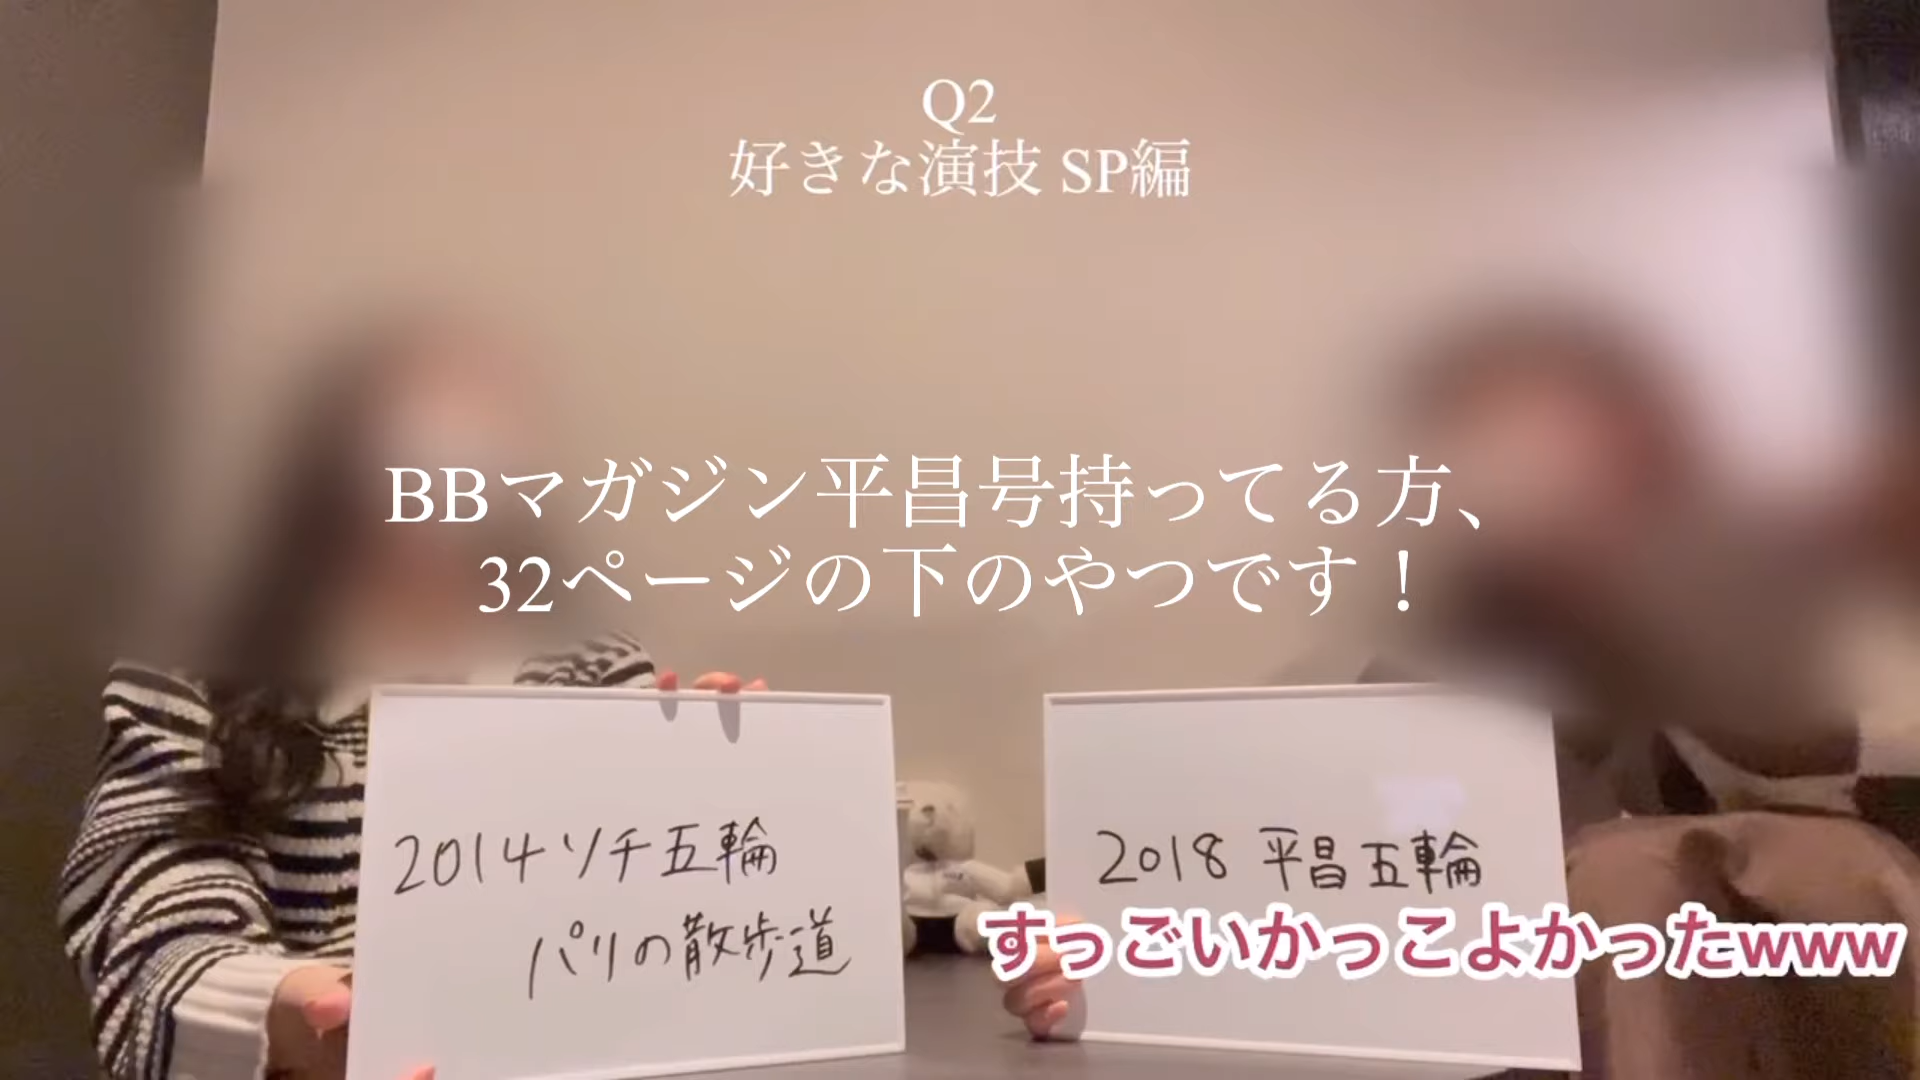 Q2
好きな演技 SP編
BBマガジン平昌号持ってる方、
32ページの下のやつです！
2014ソチ五輪
パリの散歩道
2018 平昌五輪
すっごいかっこよかったwww